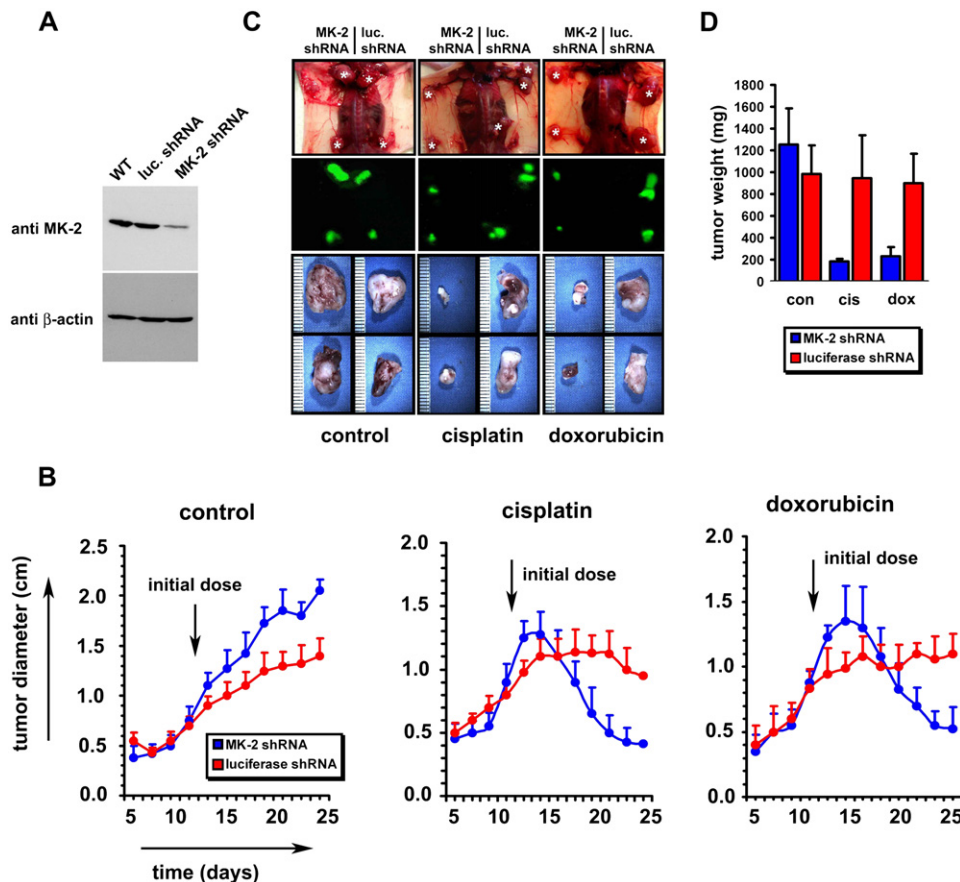 A
WT
luc. shRNA
MK-2 shRNA
anti MK-2
anti β-actin
C
MK-2 | luc.
shRNA | shRNA
MK-2 | luc.
shRNA | shRNA
MK-2 | luc.
shRNA | shRNA
* * * *
* * * *
* * * *
control
cisplatin
doxorubicin
D
tumor weight (mg)
1800
1600
1400
1200
1000
800
600
400
200
0
con
cis
dox
MK-2 shRNA
luciferase shRNA
B
tumor diameter (cm)
control
2.5
2.0
1.5
1.0
0.5
0.0
initial dose
MK-2 shRNA
luciferase shRNA
5 10 15 20 25
time (days)
cisplatin
2.0
1.5
1.0
0.5
0.0
initial dose
5 10 15 20 25
doxorubicin
2.0
1.5
1.0
0.5
0.0
initial dose
5 10 15 20 25